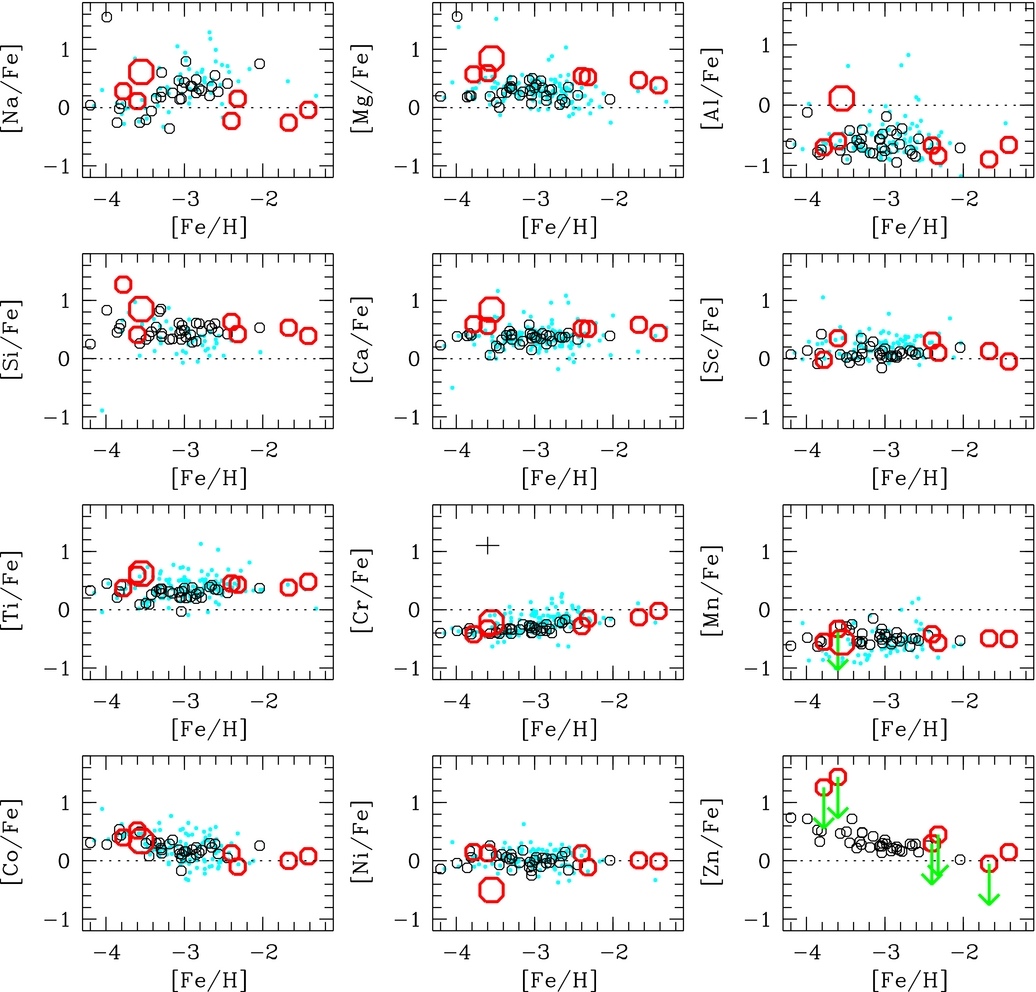 [Na/Fe] 1 0 −1 −4 −3 −2 [Fe/H]
[Mg/Fe] 1 0 −1 −4 −3 −2 [Fe/H]
[Al/Fe] 1 0 −1 −4 −3 −2 [Fe/H]
[Si/Fe] 1 0 −1 −4 −3 −2 [Fe/H]
[Ca/Fe] 1 0 −1 −4 −3 −2 [Fe/H]
[Sc/Fe] 1 0 −1 −4 −3 −2 [Fe/H]
[Ti/Fe] 1 0 −1 −4 −3 −2 [Fe/H]
[Cr/Fe] 1 0 −1 −4 −3 −2 [Fe/H]
[Mn/Fe] 1 0 −1 −4 −3 −2 [Fe/H]
[Co/Fe] 1 0 −1 −4 −3 −2 [Fe/H]
[Ni/Fe] 1 0 −1 −4 −3 −2 [Fe/H]
[Zn/Fe] 1 0 −1 −4 −3 −2 [Fe/H]